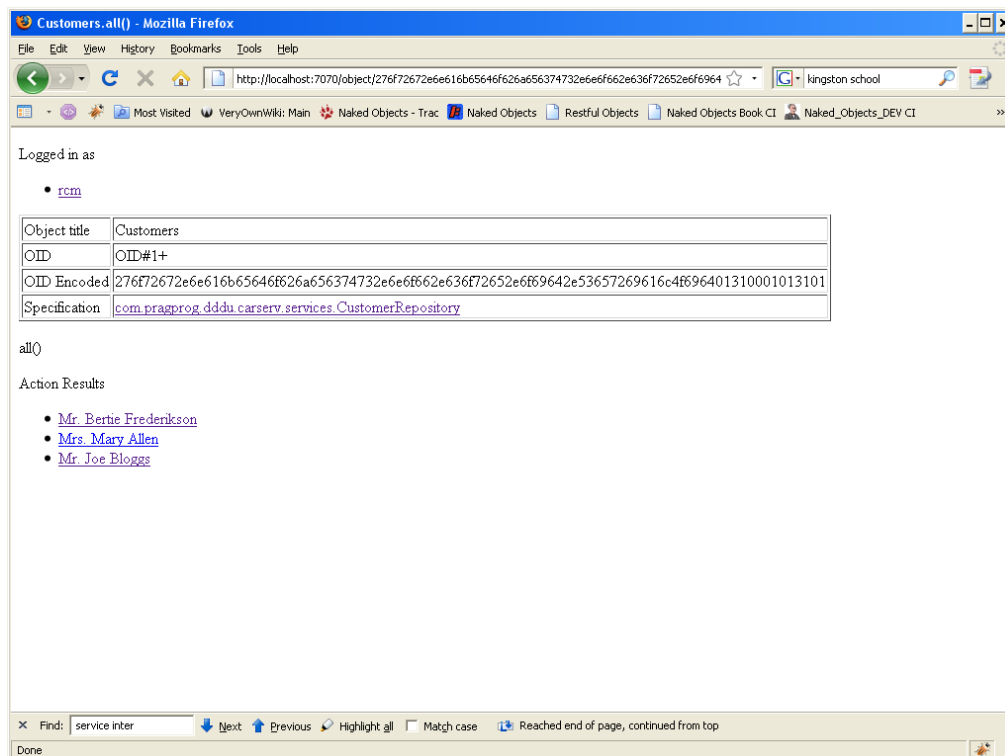 Customers.all() - Mozilla Firefox
File Edit View History Bookmarks Tools Help
http://localhost:7070/object/276f72672e6e616b65646f626a656374732e6e6f662e636f72652e6f6964 G kingston school
Most Visited VeryOwnWiki: Main Naked Objects - Trac Naked Objects Restful Objects Naked Objects Book CI Naked_Objects_DEV CI »
Logged in as
• rcm
Object title Customers
OID OID#1+
OID Encoded 276f72672e6e616b65646f626a656374732e6e6f662e636f72652e6f69642e53657269616c4f696401310001013101
Specification com.pragprog.dddu.carserv.services.CustomerRepository
all()
Action Results
• Mr. Bertie Frederikson
• Mrs. Mary Allen
• Mr. Joe Bloggs
Find: service inter Next Previous Highlight all Match case Reached end of page, continued from top
Done